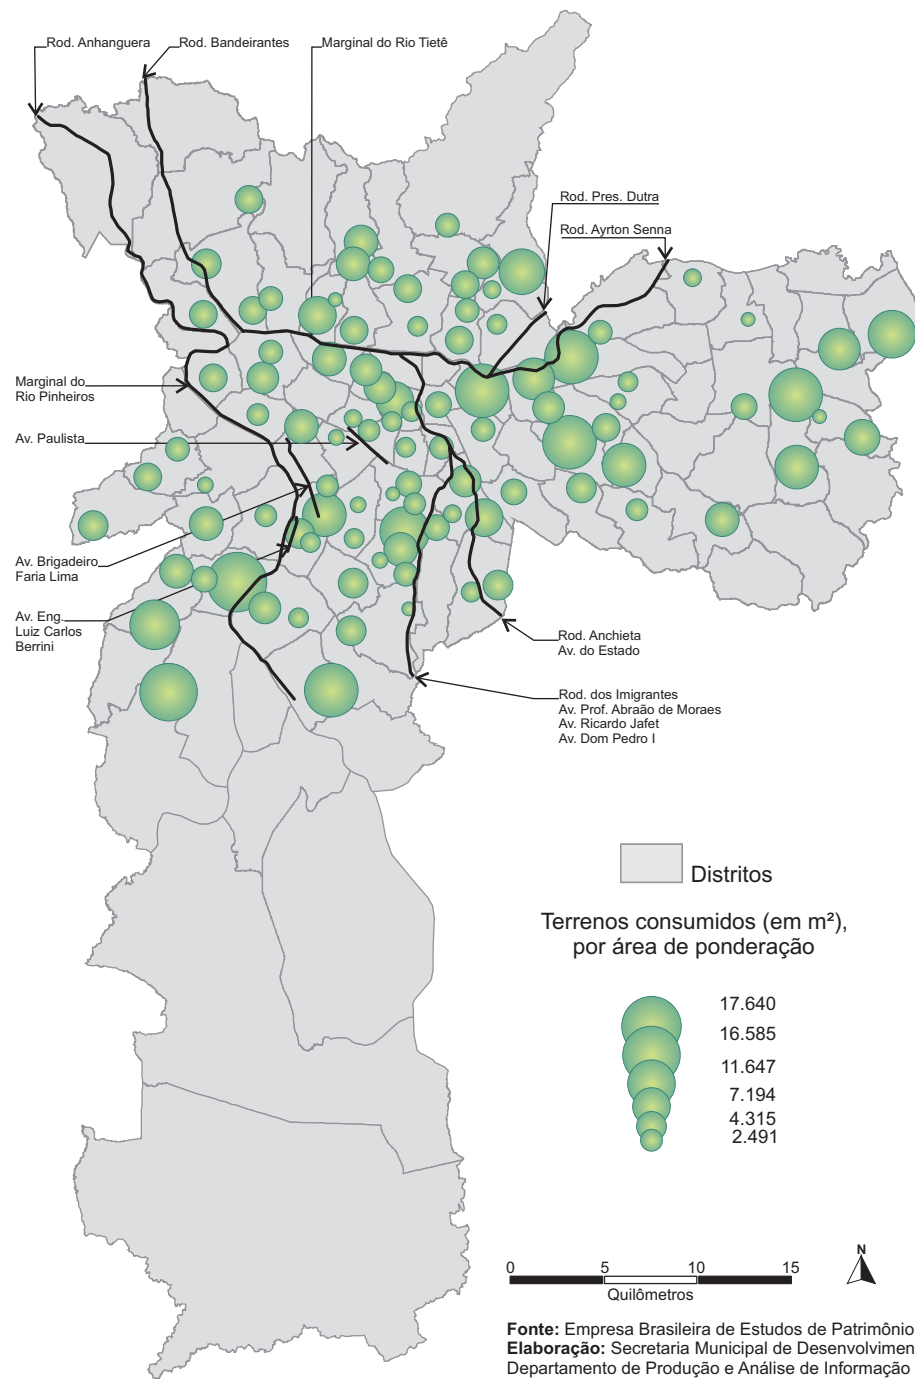 Rod. Anhanguera
Rod. Bandeirantes
Marginal do Rio Tietê
Rod. Pres. Dutra
Rod. Ayrton Senna
Marginal do
Rio Pinheiros
Av. Paulista
Av. Brigadeiro
Faria Lima
Av. Eng.
Luiz Carlos
Berrini
Rod. Anchieta
Av. do Estado
Rod. dos Imigrantes
Av. Prof. Abraão de Moraes
Av. Ricardo Jafet
Av. Dom Pedro I
Distritos
Terrenos consumidos (em m²),
por área de ponderação
17.640
16.585
11.647
7.194
4.315
2.491
0 5 10 15
Quilômetros
N
Fonte: Empresa Brasileira de Estudos de Patrimônio
Elaboração: Secretaria Municipal de Desenvolvimen
Departamento de Produção e Análise de Informação